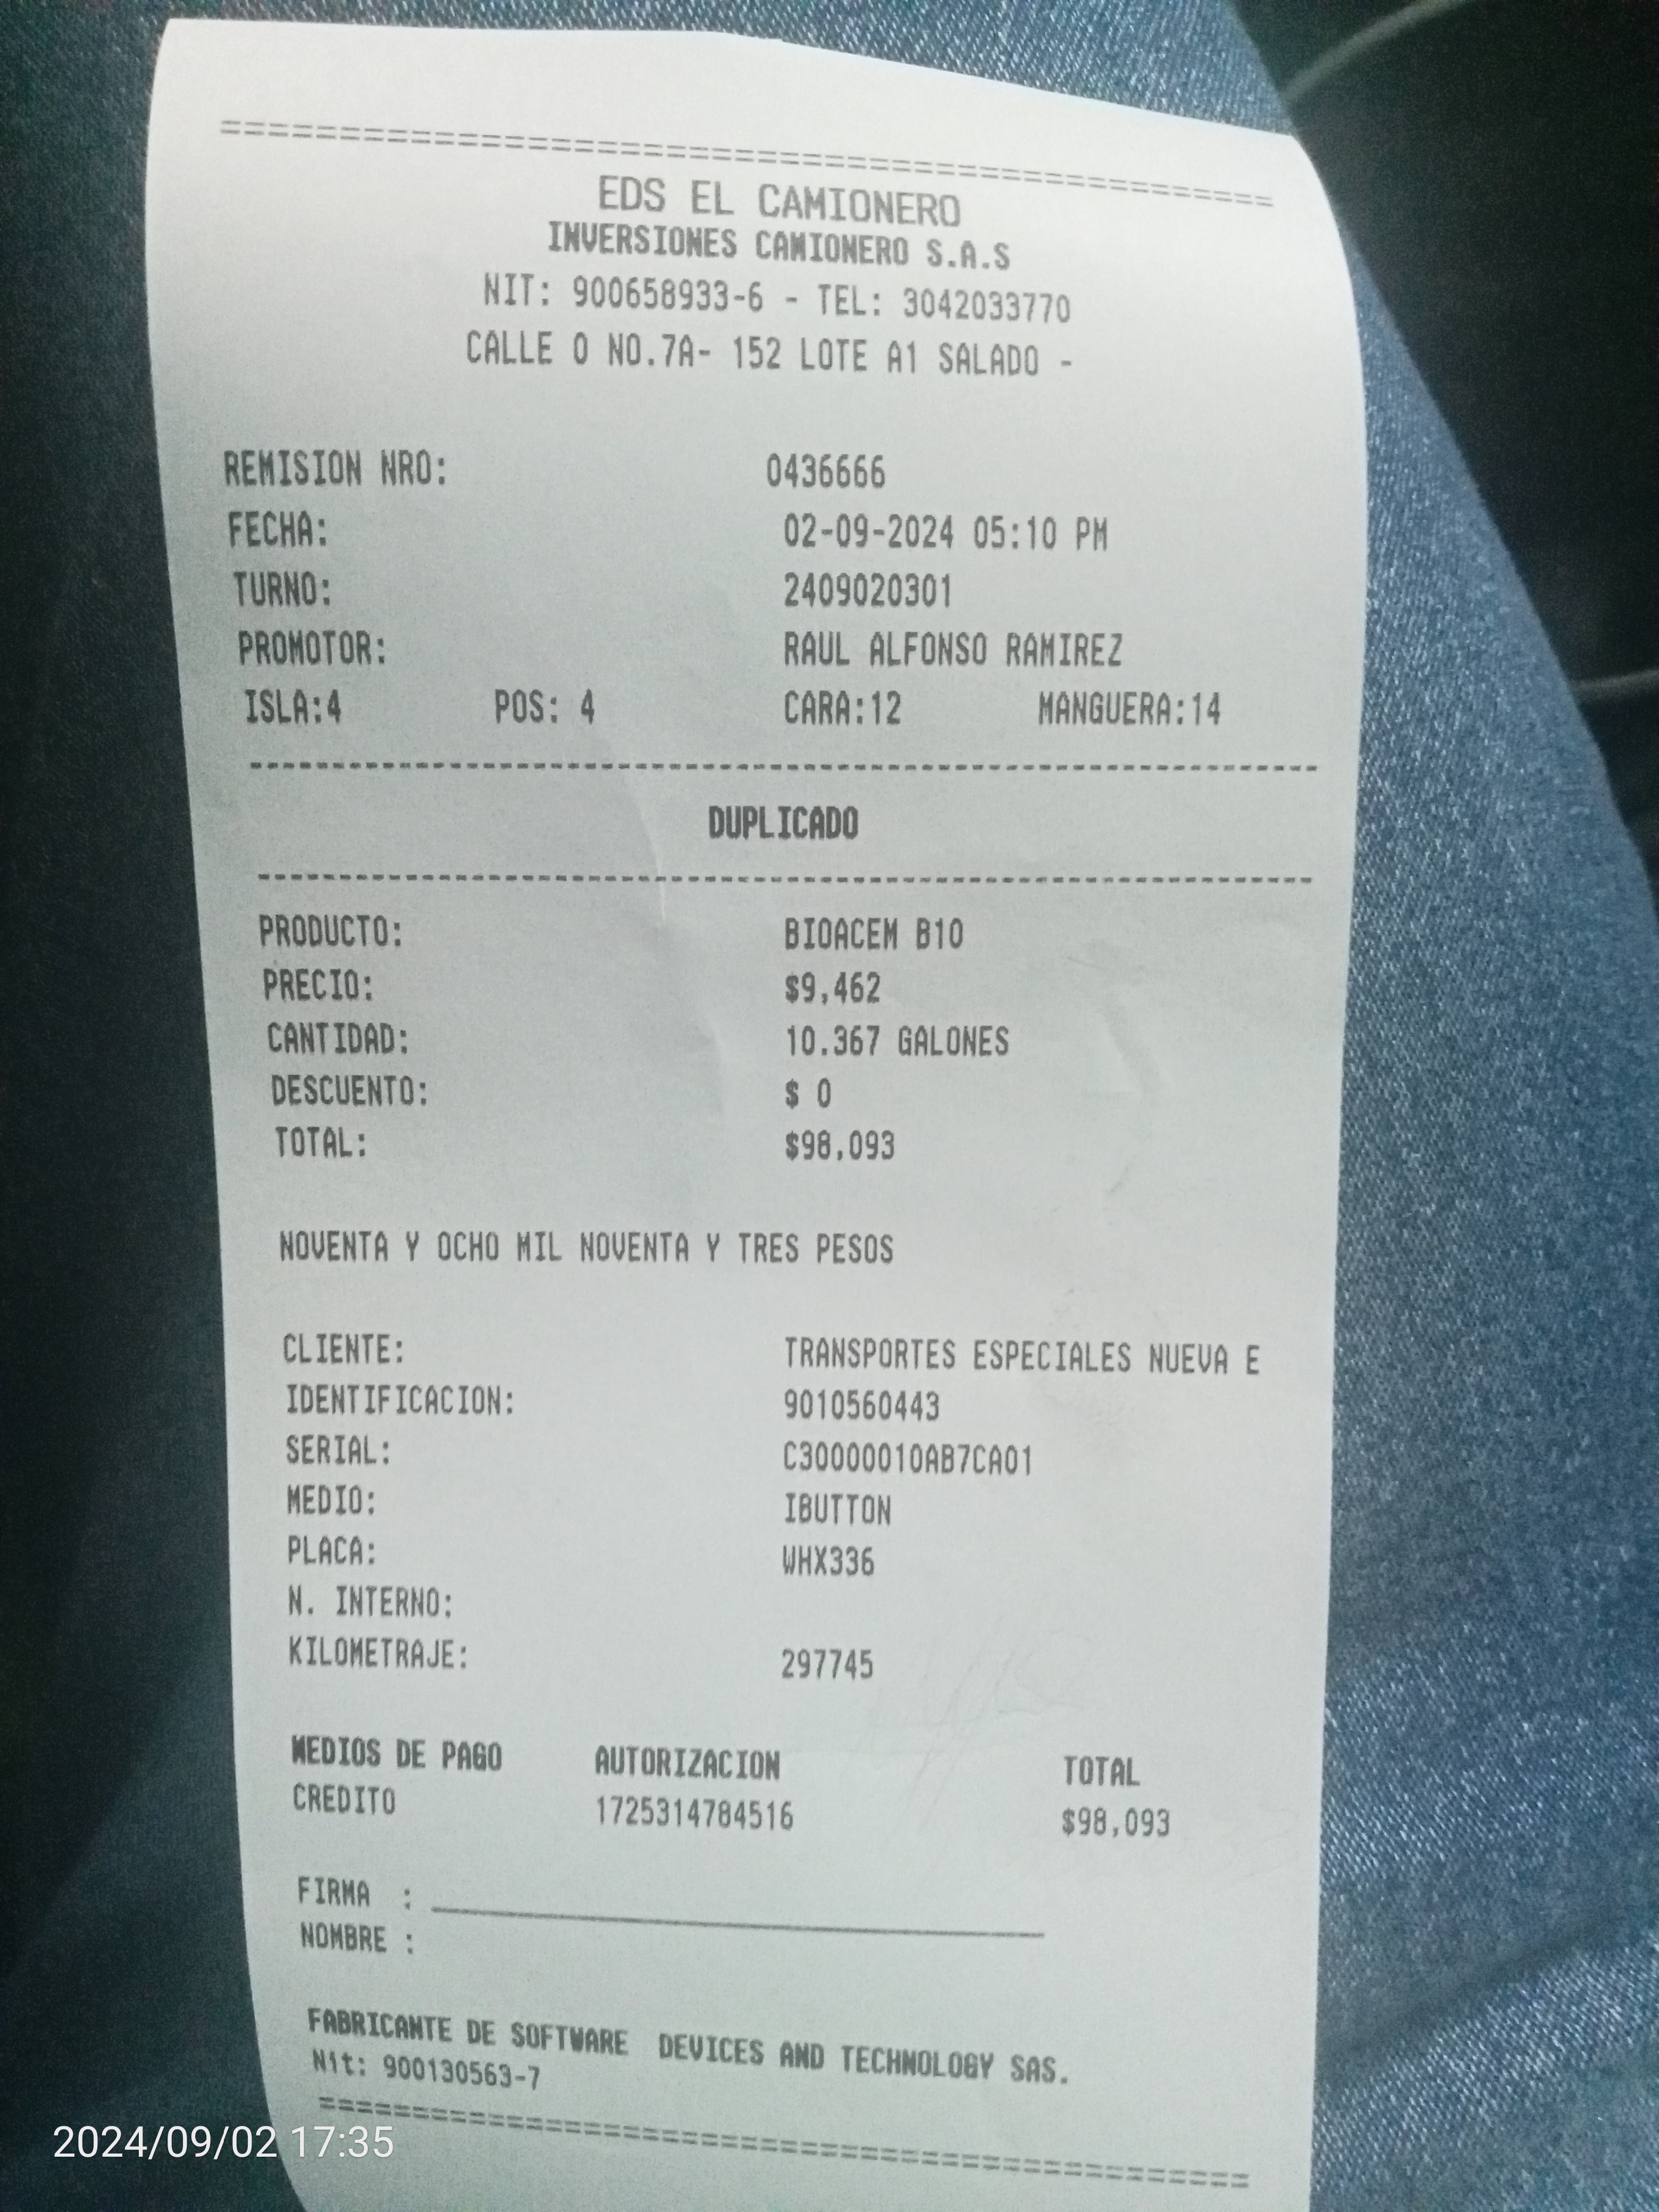 ================================================
EDS EL CAMIONERO
INVERSIONES CAMIONERO S.A.S
NIT: 900658933-6 - TEL: 3042033770
CALLE 0 NO.7A- 152 LOTE A1 SALADO -
REMISION NRO: 0436666
FECHA: 02-09-2024 05:10 PM
TURNO: 2409020301
PROMOTOR: RAUL ALFONSO RAMIREZ
ISLA:4 POS: 4 CARA:12 MANGUERA:14
------------------------------------------------
DUPLICADO
------------------------------------------------
PRODUCTO: BIOACEM B10
PRECIO: $9,462
CANTIDAD: 10.367 GALONES
DESCUENTO: $ 0
TOTAL: $98,093
NOVENTA Y OCHO MIL NOVENTA Y TRES PESOS
CLIENTE: TRANSPORTES ESPECIALES NUEVA E
IDENTIFICACION: 9010560443
SERIAL: C30000010AB7CA01
MEDIO: IBUTTON
PLACA: WHX336
N. INTERNO:
KILOMETRAJE: 297745
MEDIOS DE PAGO AUTORIZACION TOTAL
CREDITO 1725314784516 $98,093
FIRMA : ______________________________
NOMBRE :
FABRICANTE DE SOFTWARE DEVICES AND TECHNOLOGY SAS.
Nit: 900130563-7
================================================
2024/09/02 17:35